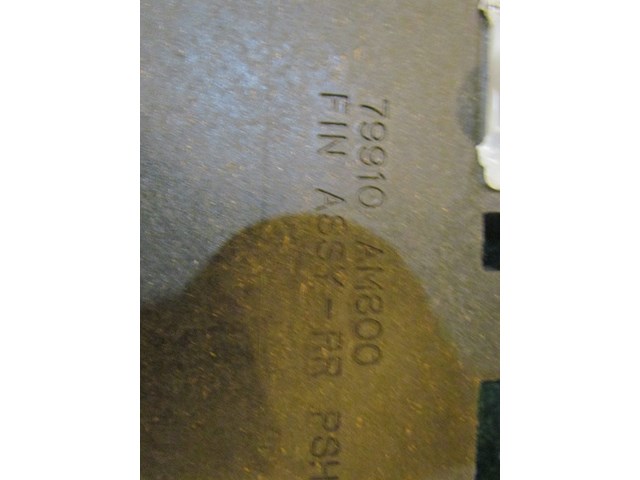 79910 AM800
FIN ASSY-RR PSH